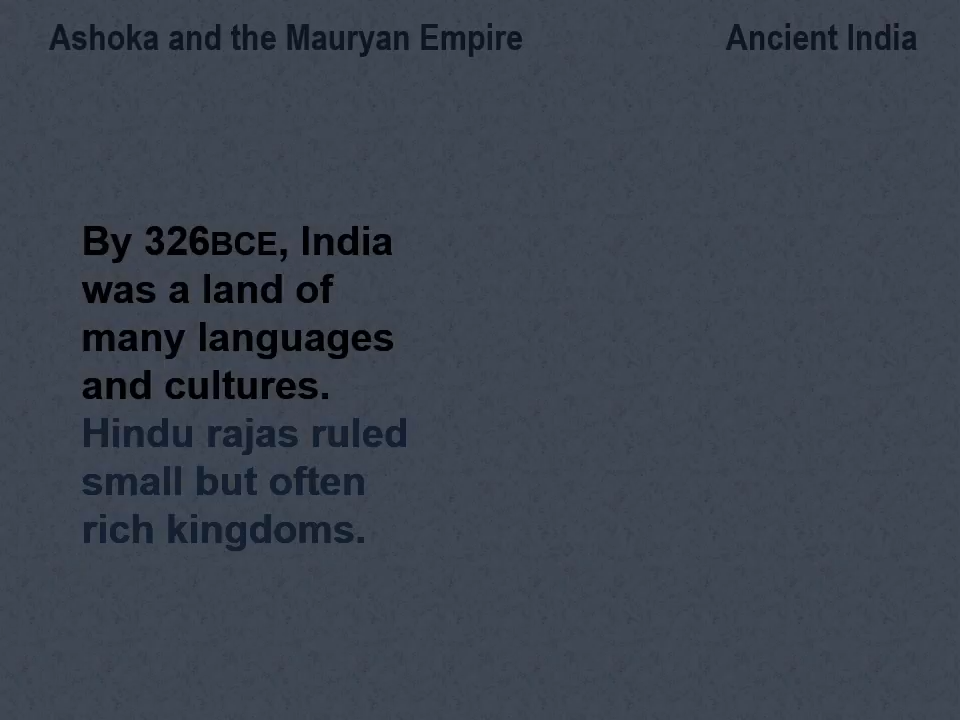 Ashoka and the Mauryan Empire
Ancient India
By 326BCE, India
was a land of
many languages
and cultures.
Hindu rajas ruled
small but often
rich kingdoms.